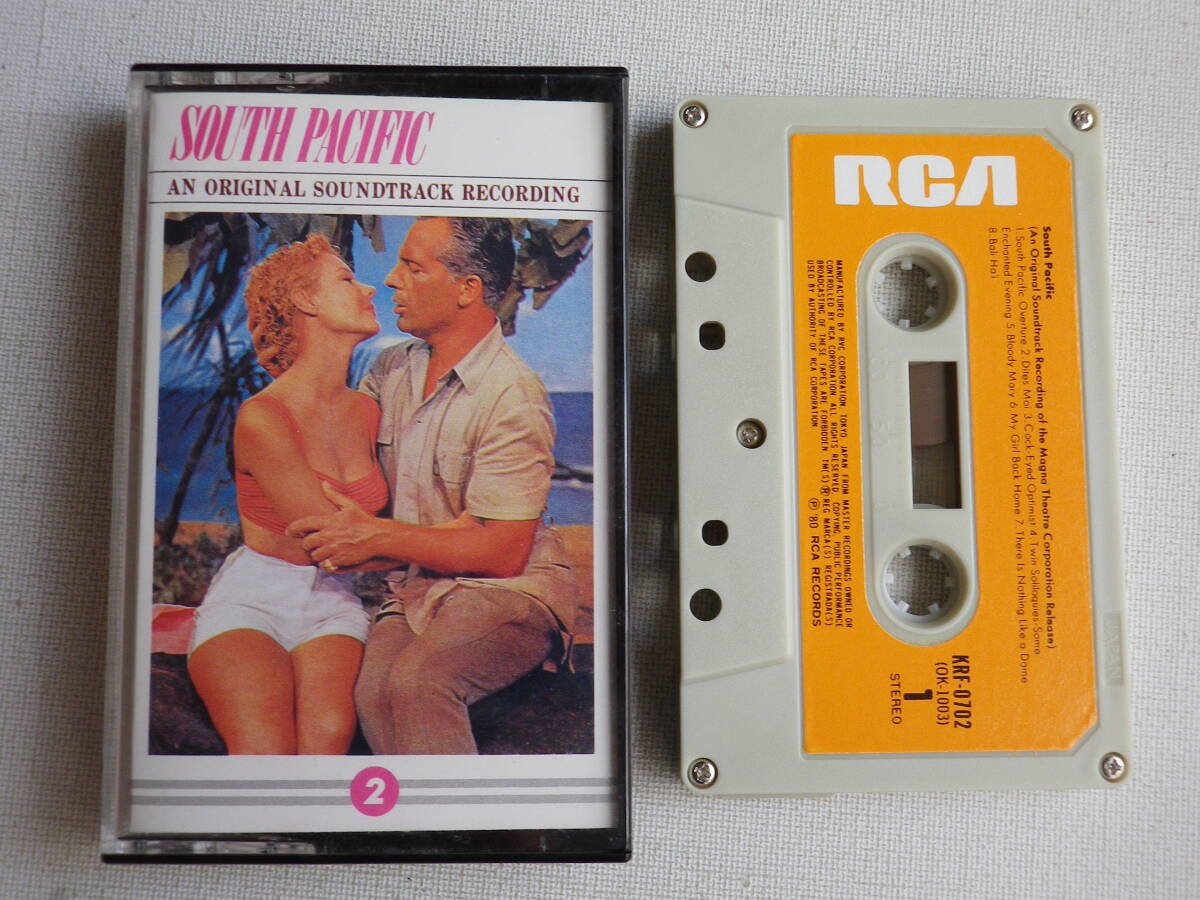 SOUTH PACIFIC
AN ORIGINAL SOUNDTRACK RECORDING
2
RCA
South Pacific
(An Original Soundtrack Recording of the Magna Theatre Corporation Release)
1. South Pacific Overture 2. Dites Moi 3. Cock-Eyed Optimist 4. Twin Soliloquies-Some
Enchanted Evening 5. Bloody Mary 6. My Girl Back Home 7. There Is Nothing Like a Dame
8. Bali Ha'i
KRF-0702
(OK-1003)
1
STEREO
MANUFACTURED BY RVC CORPORATION, TOKYO, JAPAN FROM MASTER RECORDINGS OWNED OR
CONTROLLED BY RCA CORPORATION. ALL RIGHTS RESERVED. COPYING, PUBLIC PERFORMANCE
BROADCASTING OF THESE TAPES ARE FORBIDDEN. TM(S) ® REG MARCA(S) REGISTRADA(S)
USED BY AUTHORITY OF RCA CORPORATION
℗ '80 RCA RECORDS